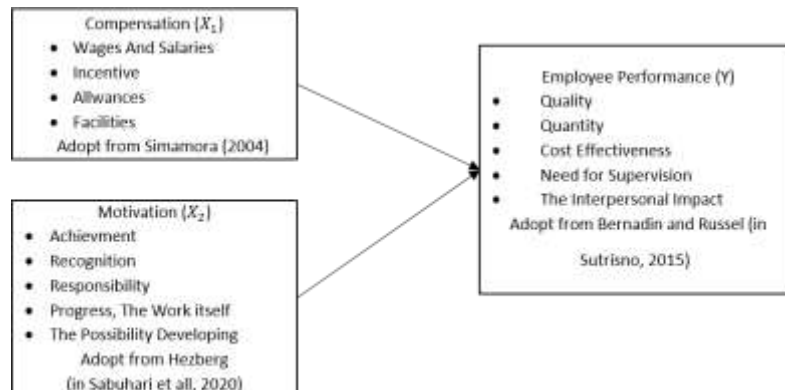 Compensation (X₁)
• Wages And Salaries
• Incentive
• Allwances
• Facilities
Adopt from Simamora (2004)
Motivation (X₂)
• Achievment
• Recognition
• Responsibility
• Progress, The Work itself
• The Possibility Developing
Adopt from Hezberg
(in Sabuhari et all, 2020)
Employee Performance (Y)
• Quality
• Quantity
• Cost Effectiveness
• Need for Supervision
• The Interpersonal Impact
Adopt from Bernadin and Russel (in
Sutrisno, 2015)